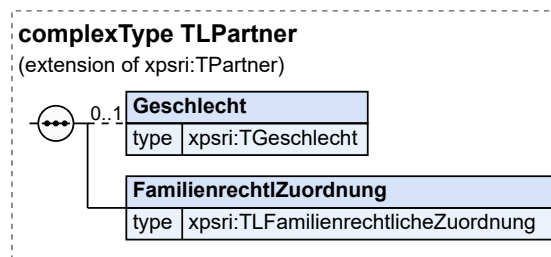 complexType TLPartner
(extension of xpsri:TPartner)
0..1
Geschlecht
type xpsri:TGeschlecht
FamilienrechtlZuordnung
type xpsri:TLFamilienrechtlicheZuordnung